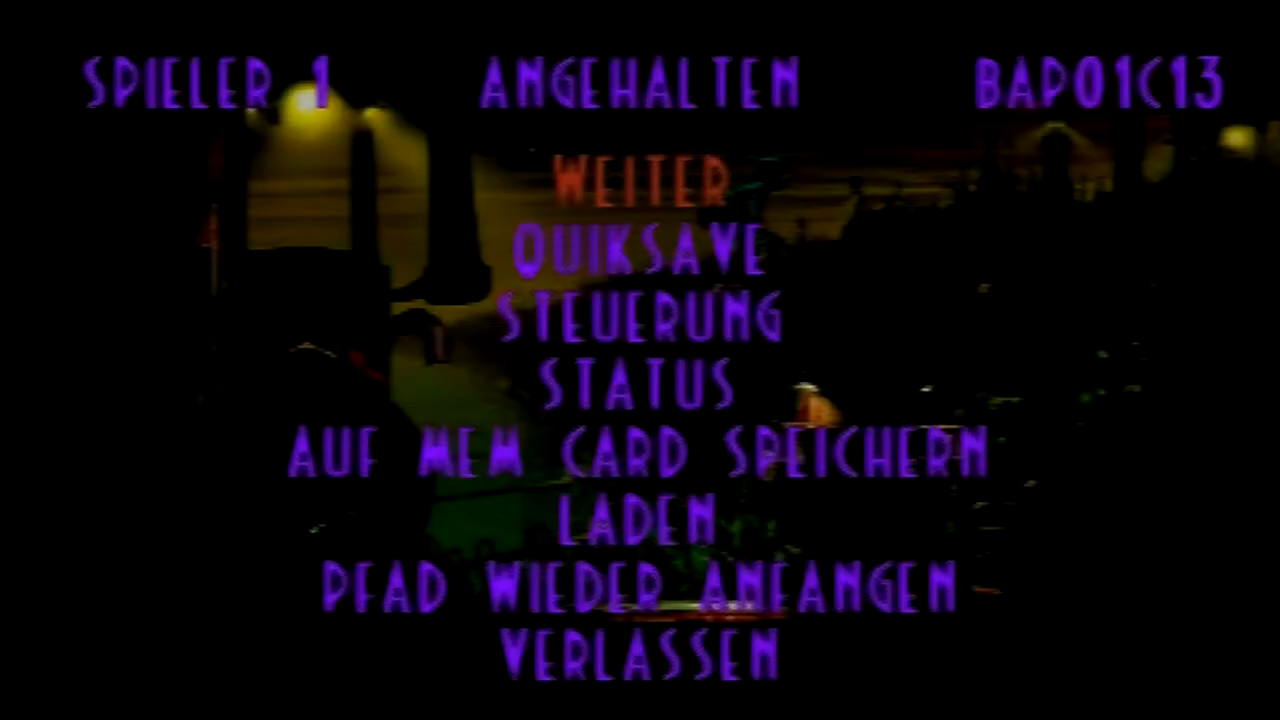 SPIELER 1 ANGEHALTEN BAP01C13
WEITER
QUIKSAVE
STEUERUNG
STATUS
AUF MEM CARD SPEICHERN
LADEN
PFAD WIEDER ANFANGEN
VERLASSEN